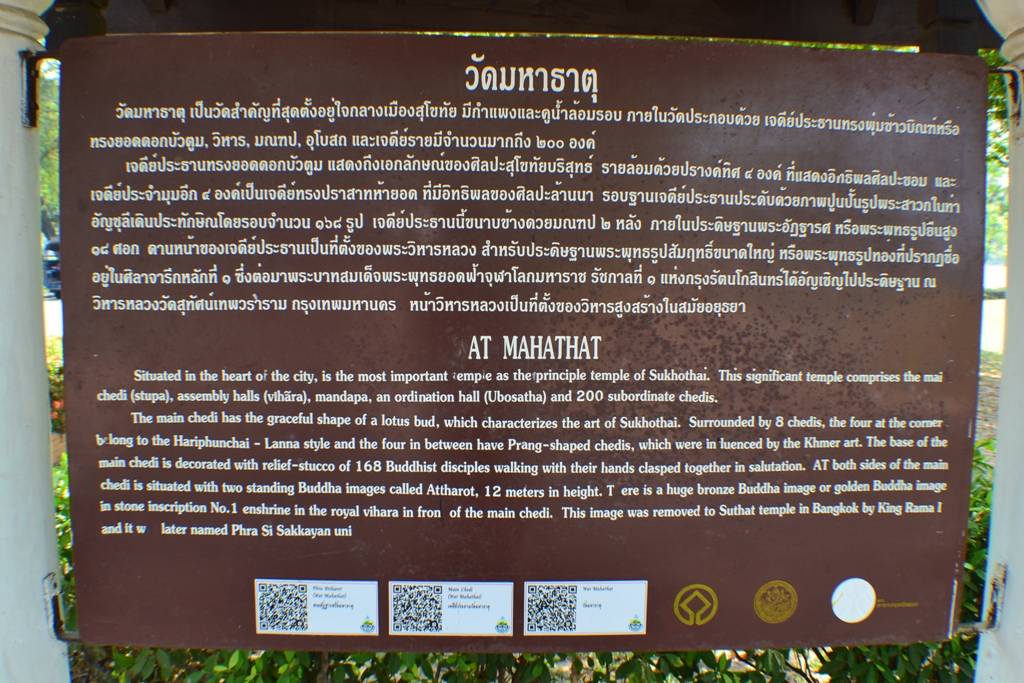 วัดมหาธาตุ
วัดมหาธาตุ เป็นวัดสำคัญที่สุดตั้งอยู่ใจกลางเมืองสุโขทัย มีกำแพงและคูน้ำล้อมรอบ ภายในวัดประกอบด้วย เจดีย์ประธานทรงพุ่มข้าวบิณฑ์หรือ
ทรงยอดดอกบัวตูม, วิหาร, มณฑป, อุโบสถ และเจดีย์รายมีจำนวนมากถึง ๒๐๐ องค์
เจดีย์ประธานทรงยอดดอกบัวตูม แสดงถึงเอกลักษณ์ของศิลปะสุโขทัยบริสุทธ์ รายล้อมด้วยปรางค์ทิศ ๔ องค์ ที่แสดงอิทธิพลศิลปะขอม และ
เจดีย์ประจำมุมอีก ๔ องค์เป็นเจดีย์ทรงปราสาทห้ายอด ที่มีอิทธิพลของศิลปะล้านนา รอบฐานเจดีย์ประธานประดับด้วยภาพปูนปั้นรูปพระสาวกในท่า
อัญชุลีเดินประทักษิณโดยรอบจำนวน ๑๖๘ รูป เจดีย์ประธานนี้ขนาบข้างด้วยมณฑป ๒ หลัง ภายในประดิษฐานพระอัฏฐารศ หรือพระพุทธรูปยืนสูง
๑๘ ศอก ด้านหน้าของเจดีย์ประธานเป็นที่ตั้งของพระวิหารหลวง สำหรับประดิษฐานพระพุทธรูปสัมฤทธิ์ขนาดใหญ่ หรือพระพุทธรูปทองที่ปรากฏชื่อ
อยู่ในศิลาจารึกหลักที่ ๑ ซึ่งต่อมาพระบาทสมเด็จพระพุทธยอดฟ้าจุฬาโลกมหาราช รัชกาลที่ ๑ แห่งกรุงรัตนโกสินทร์ได้อัญเชิญไปประดิษฐาน ณ
วิหารหลวงวัดสุทัศน์เทพวราราม กรุงเทพมหานคร หน้าวิหารหลวงเป็นที่ตั้งของวิหารสูงสร้างในสมัยอยุธยา
AT MAHATHAT
Situated in the heart of the city, is the most important temple as the principle temple of Sukhothai. This significant temple comprises the mai
chedi (stupa), assembly halls (vihãra), mandapa, an ordination hall (Ubosatha) and 200 subordinate chedis.
The main chedi has the graceful shape of a lotus bud, which characterizes the art of Sukhothai. Surrounded by 8 chedis, the four at the corner
belong to the Hariphunchai - Lanna style and the four in between have Prang-shaped chedis, which were in luenced by the Khmer art. The base of the
main chedi is decorated with relief-stucco of 168 Buddhist disciples walking with their hands clasped together in salutation. AT both sides of the main
chedi is situated with two standing Buddha images called Attharot, 12 meters in height. T ere is a huge bronze Buddha image or golden Buddha image
in stone inscription No.1 enshrine in the royal vihara in fron of the main chedi. This image was removed to Suthat temple in Bangkok by King Rama I
and it w later named Phra Si Sakkayan uni
Main Chedi
(Wat Mahathat)
Wat Mahathat
วัดมหาธาตุ